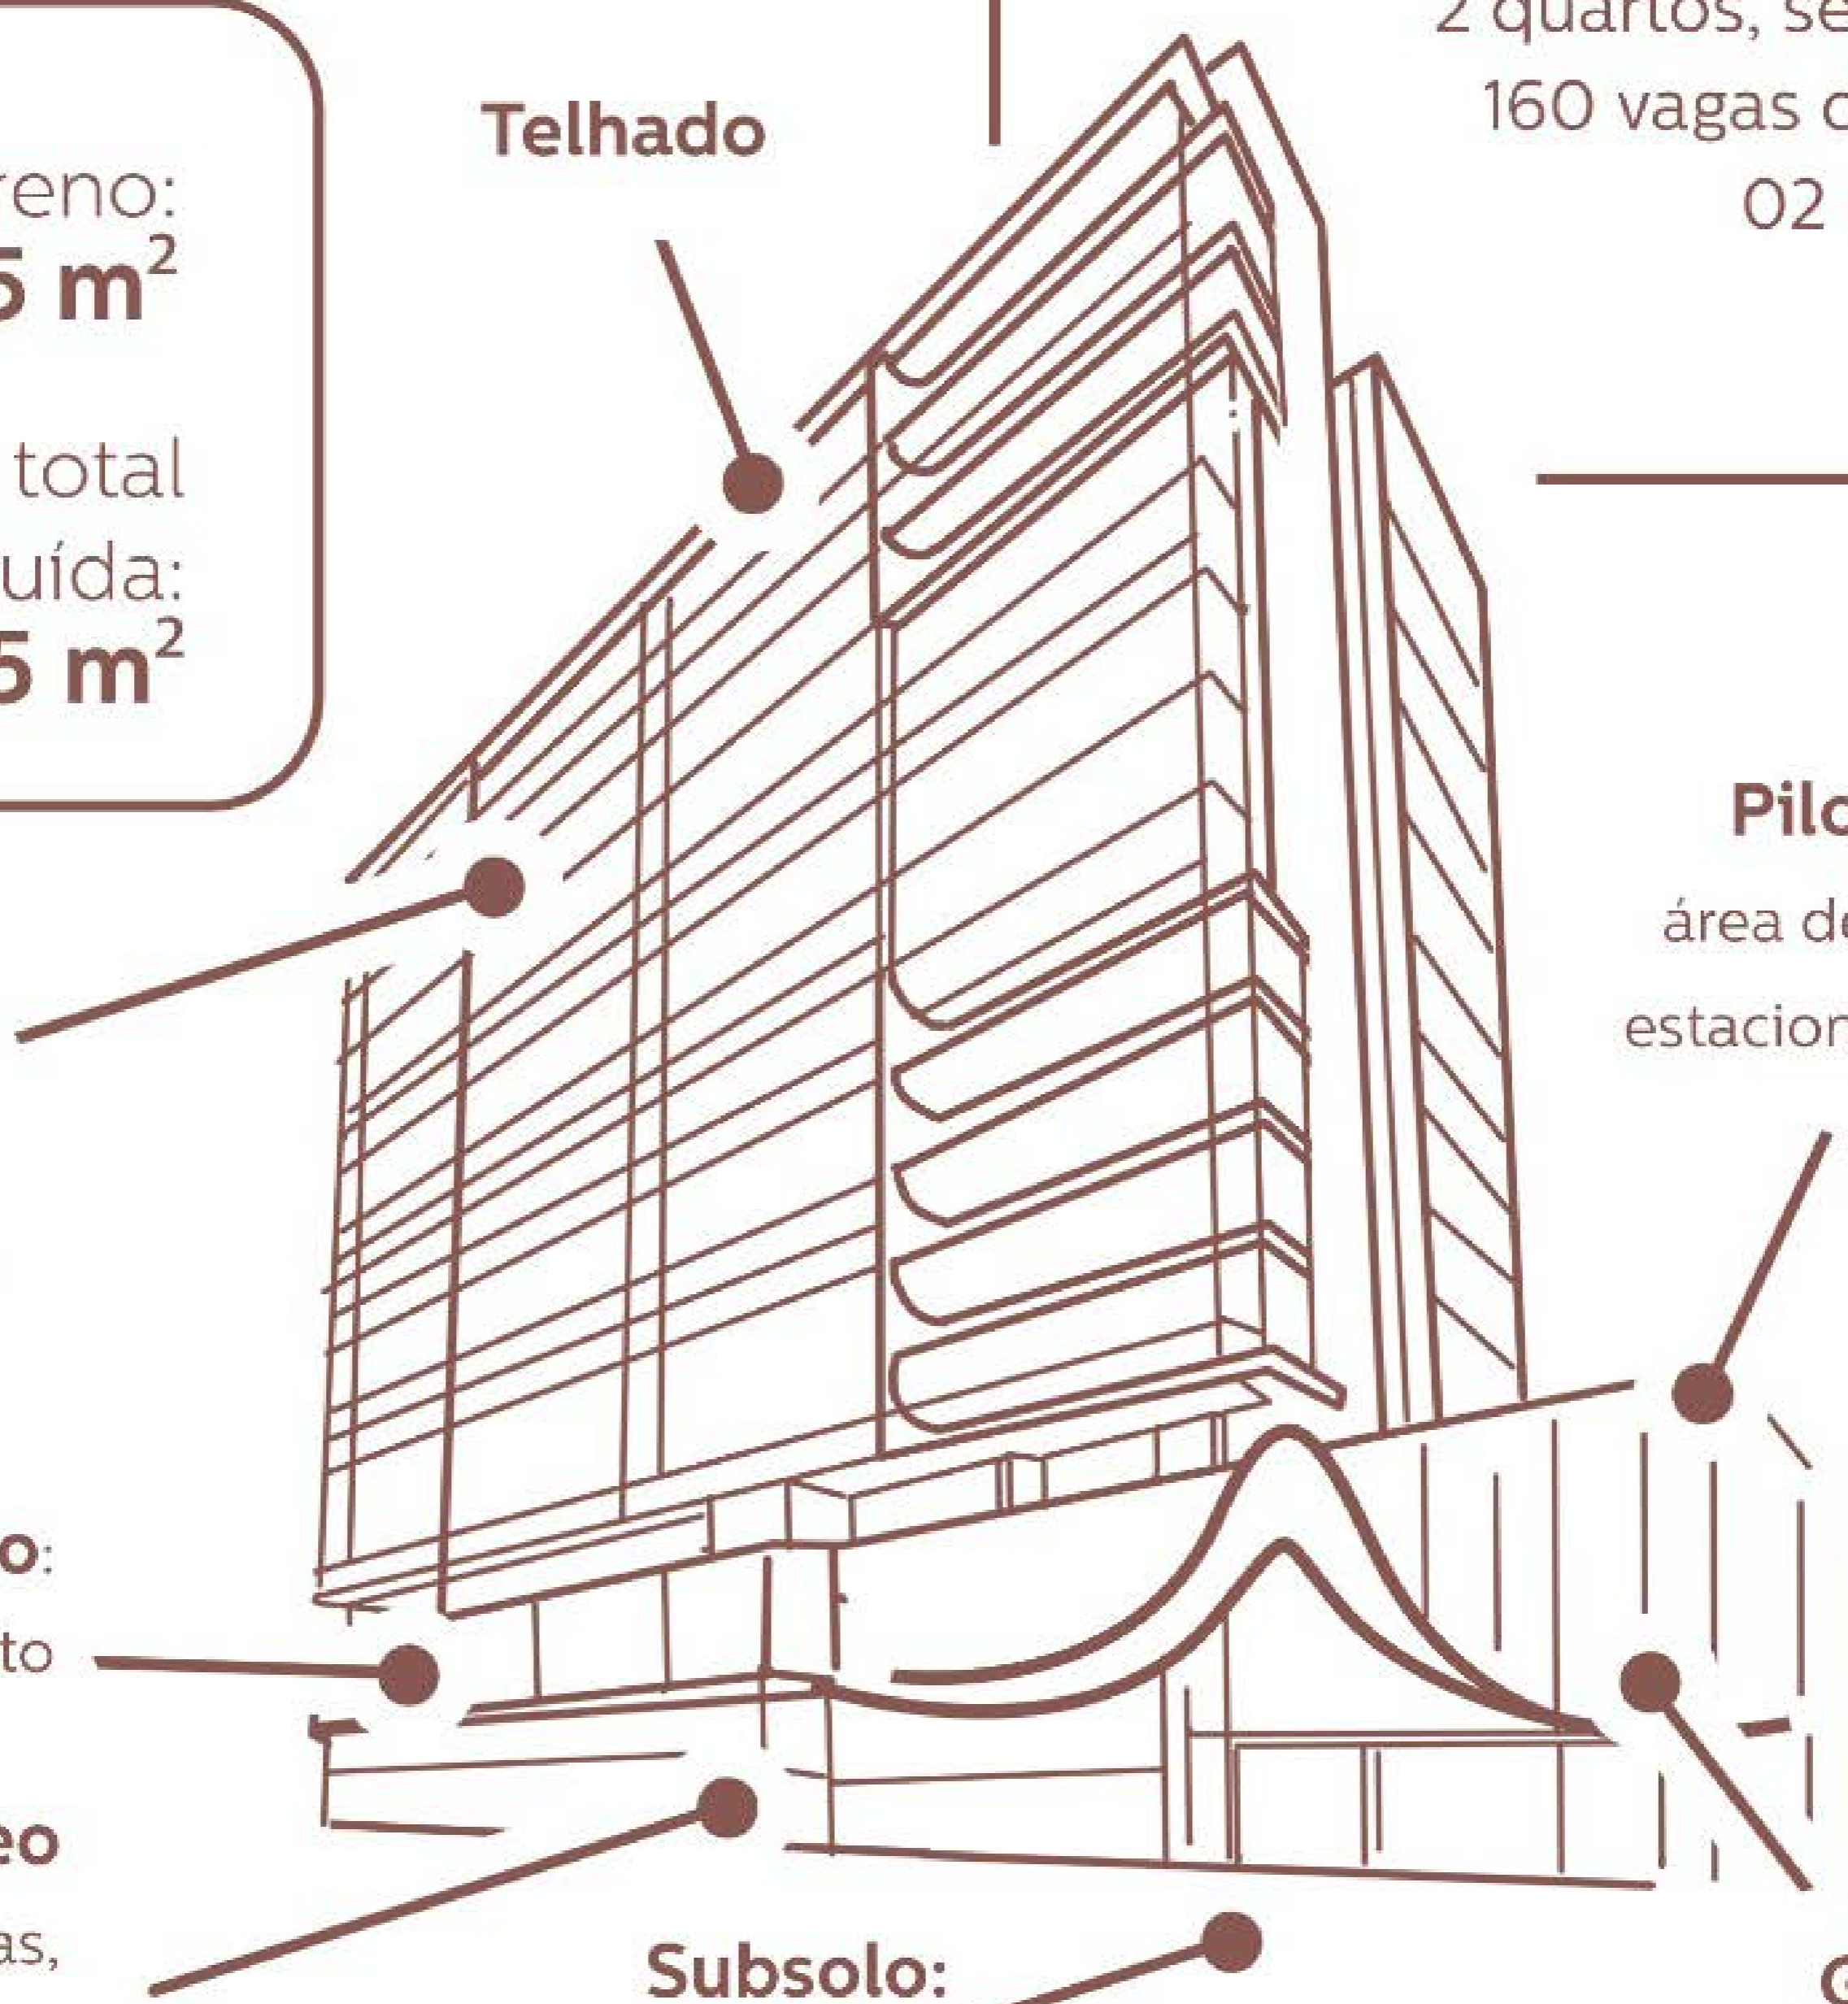 2 quartos, se
160 vagas
02
Telhado
reno:
5 m²
total
uída:
5 m²
Pilo
área de
estacion
o:
to
eo
as,
Subsolo: